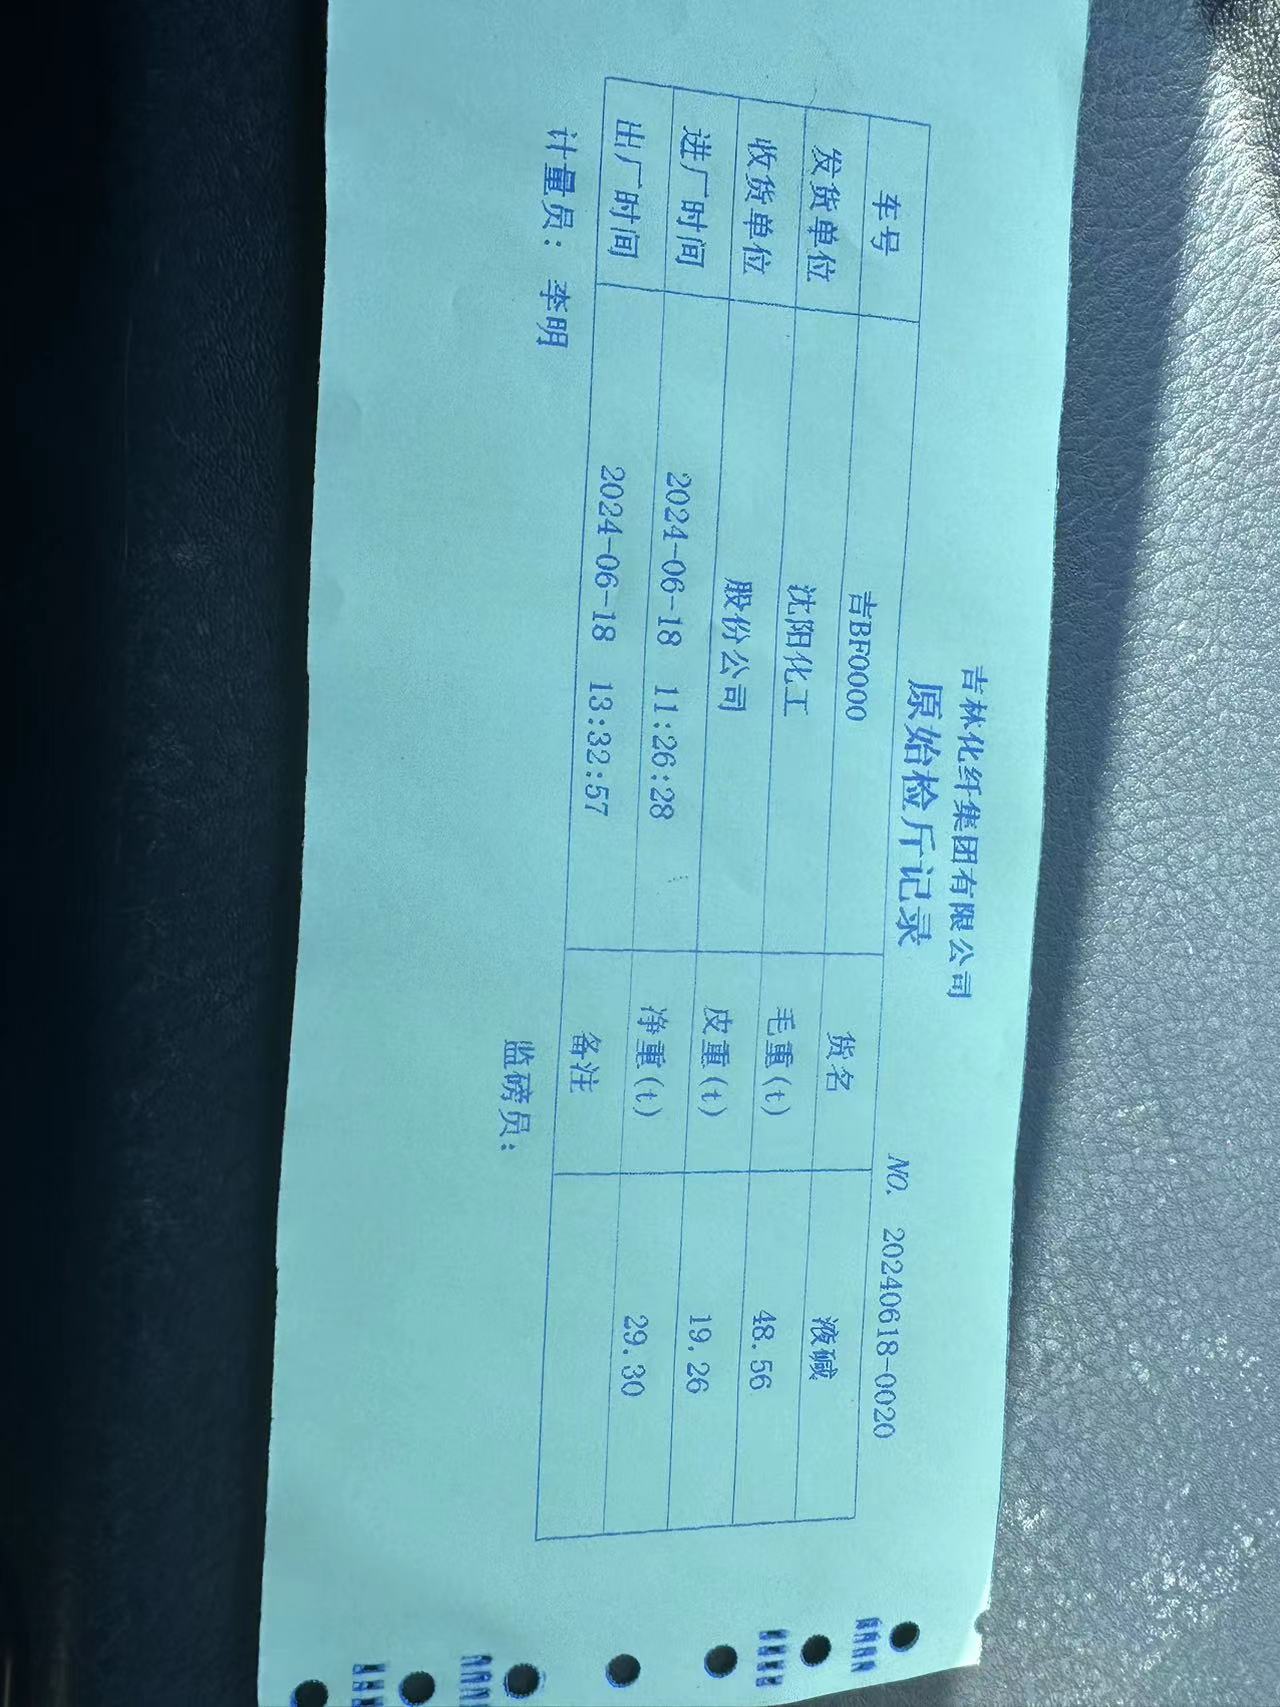 吉林化纤集团有限公司
原始检斤记录
NO. 20240618-0020
车号 吉BF0000 货名 液碱
发货单位 沈阳化工 毛重(t) 48.56
收货单位 股份公司 皮重(t) 19.26
进厂时间 2024-06-18 11:26:28 净重(t) 29.30
出厂时间 2024-06-18 13:32:57 备注
计量员： 李明 监磅员：